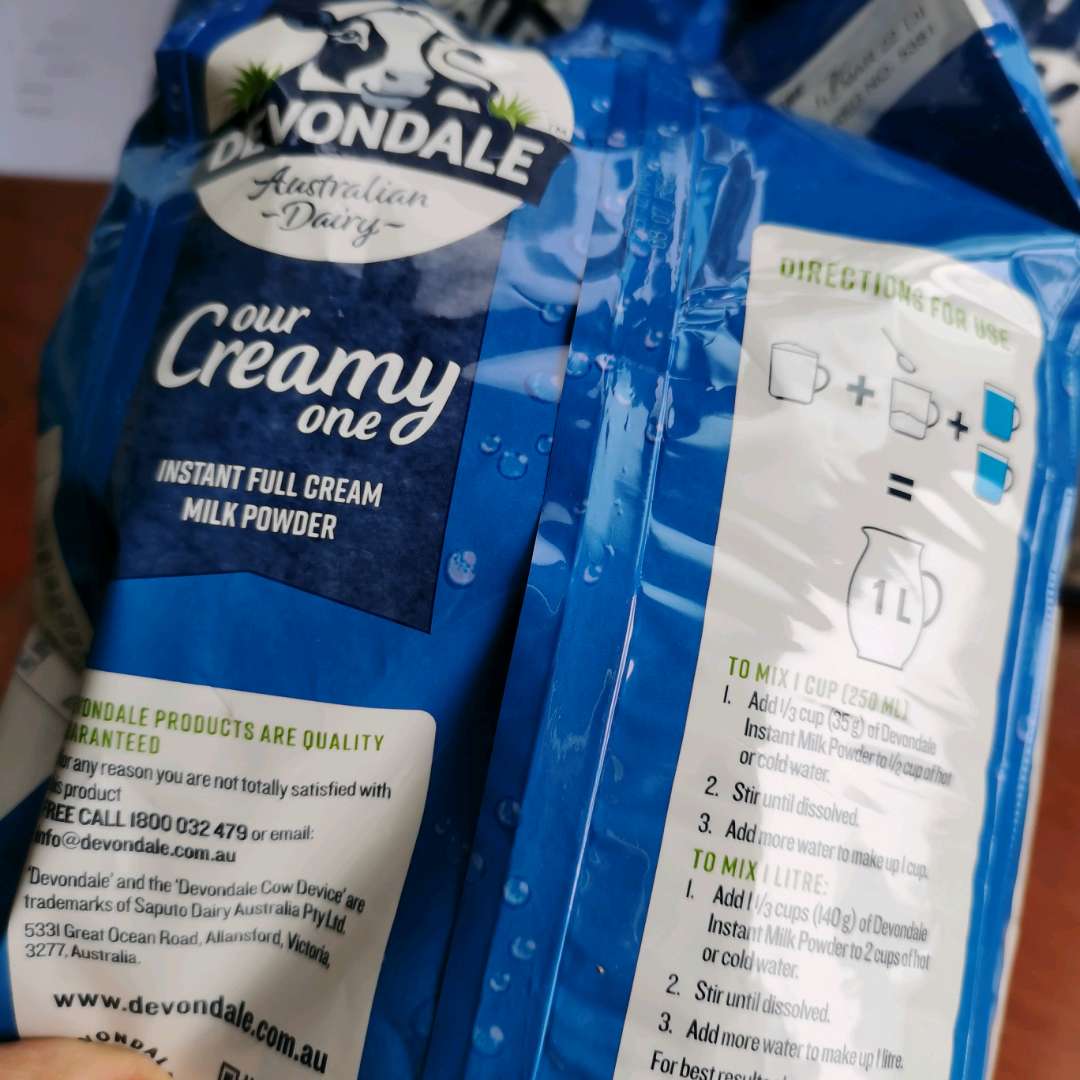 DEVONDALE
Australian
-Dairy-
our
Creamy
one
INSTANT FULL CREAM
MILK POWDER
ONDALE PRODUCTS ARE QUALITY
ARANTEED
any reason you are not totally satisfied with
product
REE CALL 1800 032 479 or email:
info@devondale.com.au
'Devondale' and the 'Devondale Cow Device' are
trademarks of Saputo Dairy Australia Pty Ltd.
5331 Great Ocean Road, Allansford, Victoria,
3277, Australia.
www.devondale.com.au
ONDAL
DIRECTIONS FOR USE
+ +
=
1 L
TO MIX 1 CUP (250 ML)
1. Add 1/3 cup (35 g) of Devondale
Instant Milk Powder to 1/2 cup of hot
or cold water.
2. Stir until dissolved.
3. Add more water to make up 1 cup.
TO MIX 1 LITRE:
1. Add 1 1/3 cups (140 g) of Devondale
Instant Milk Powder to 2 cups of hot
or cold water.
2. Stir until dissolved.
3. Add more water to make up 1 litre.
For best